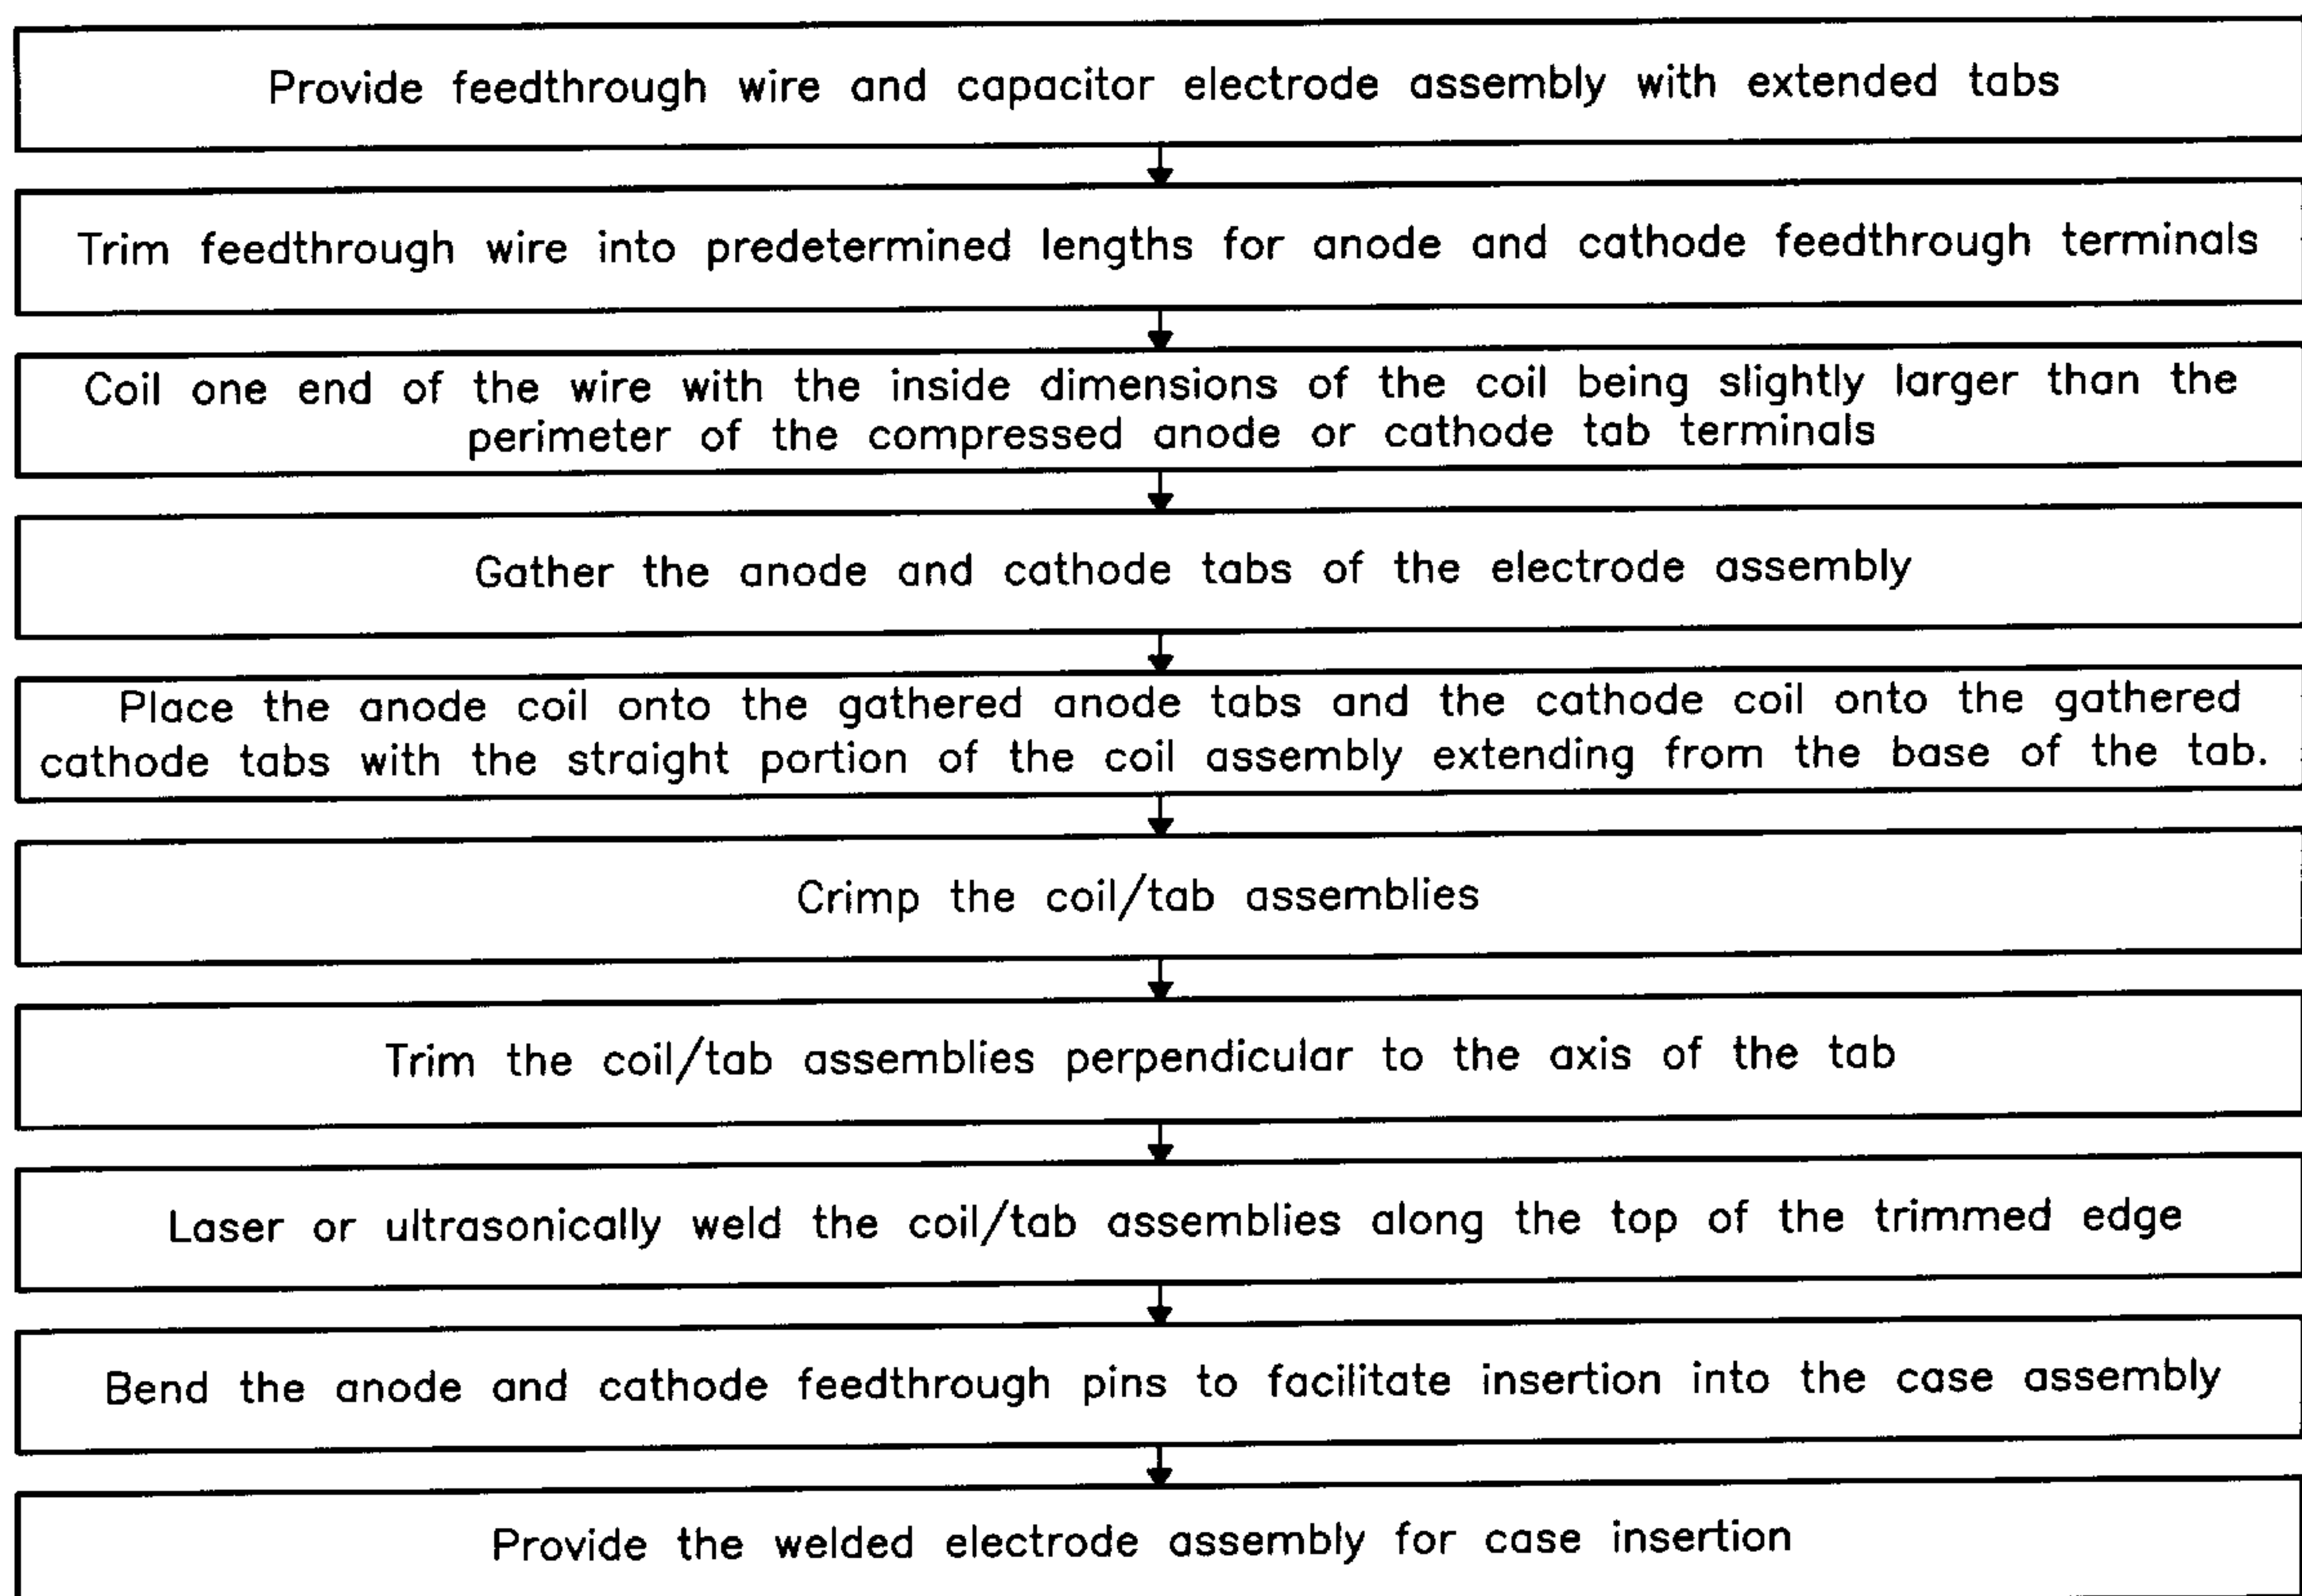 Provide feedthrough wire and capacitor electrode assembly with extended tabs
Trim feedthrough wire into predetermined lengths for anode and cathode feedthrough terminals
Coil one end of the wire with the inside dimensions of the coil being slightly larger than the
perimeter of the compressed anode or cathode tab terminals
Gather the anode and cathode tabs of the electrode assembly
Place the anode coil onto the gathered anode tabs and the cathode coil onto the gathered
cathode tabs with the straight portion of the coil assembly extending from the base of the tab.
Crimp the coil/tab assemblies
Trim the coil/tab assemblies perpendicular to the axis of the tab
Laser or ultrasonically weld the coil/tab assemblies along the top of the trimmed edge
Bend the anode and cathode feedthrough pins to facilitate insertion into the case assembly
Provide the welded electrode assembly for case insertion